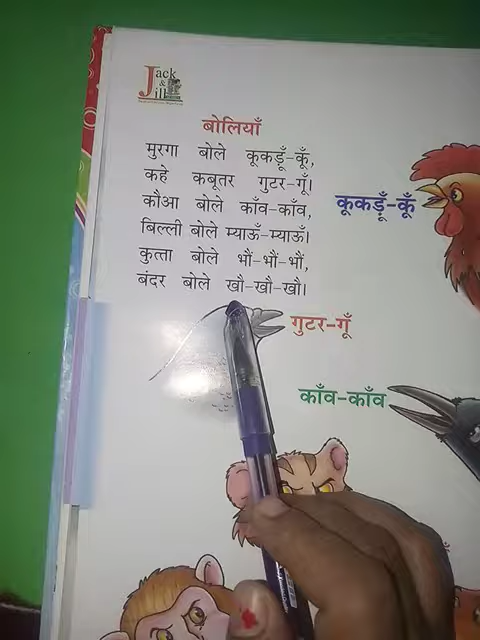 Jack
&
Jill
बोलियाँ
मुरगा बोले कूकड़ूँ-कूँ,
कहे कबूतर गुटर-गूँ।
कौआ बोले काँव-काँव,
बिल्ली बोले म्याऊँ-म्याऊँ।
कुत्ता बोले भौं-भौं-भौं,
बंदर बोले खौ-खौ-खौ।
कूकड़ूँ-कूँ
गुटर-गूँ
काँव-काँव